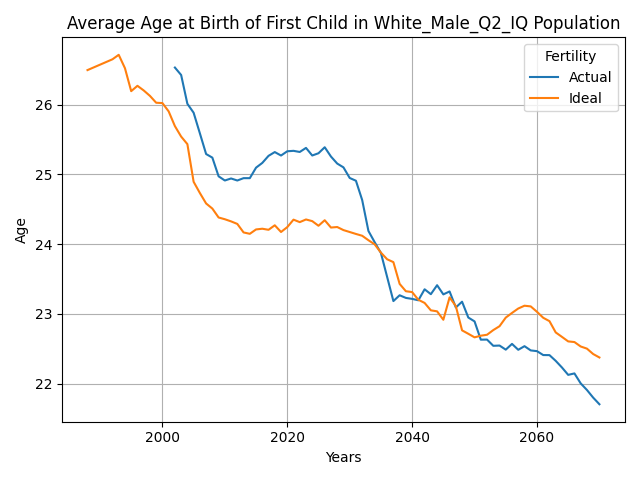 Average Age at Birth of First Child in White_Male_Q2_IQ Population
Fertility
Actual
Ideal
26
25
24
23
22
Age
2000
2020
2040
2060
Years